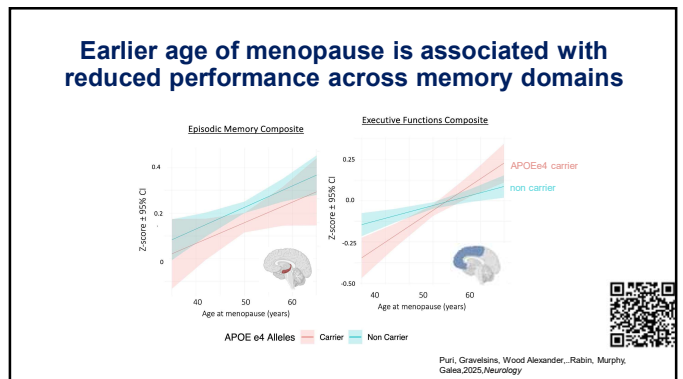 Earlier age of menopause is associated with
reduced performance across memory domains
Episodic Memory Composite
Executive Functions Composite
Z-score ± 95% CI
0.4
0.2
0
40
50
60
Age at menopause (years)
Z-score ± 95% CI
0.25
0.0
-0.25
-0.50
40
50
60
Age at menopause (years)
APOEe4 carrier
non carrier
APOE e4 Alleles
Carrier
Non Carrier
Puri, Gravelsins, Wood Alexander,..Rabin, Murphy,
Galea,2025,Neurology